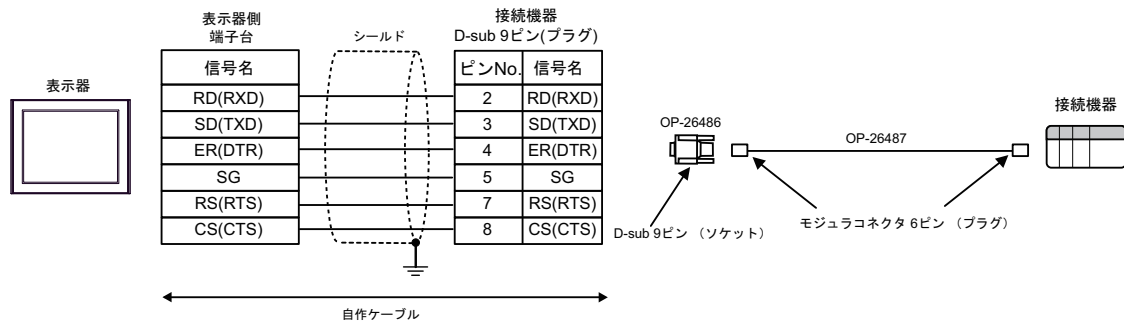 表示器
表示器側
端子台
シールド
接続機器
D-sub 9ピン(プラグ)
信号名
ピンNo. 信号名
RD(RXD) 2 RD(RXD)
SD(TXD) 3 SD(TXD)
ER(DTR) 4 ER(DTR)
SG 5 SG
RS(RTS) 7 RS(RTS)
CS(CTS) 8 CS(CTS)
自作ケーブル
OP-26486
OP-26487
接続機器
D-sub 9ピン （ソケット）
モジュラコネクタ 6ピン （プラグ）